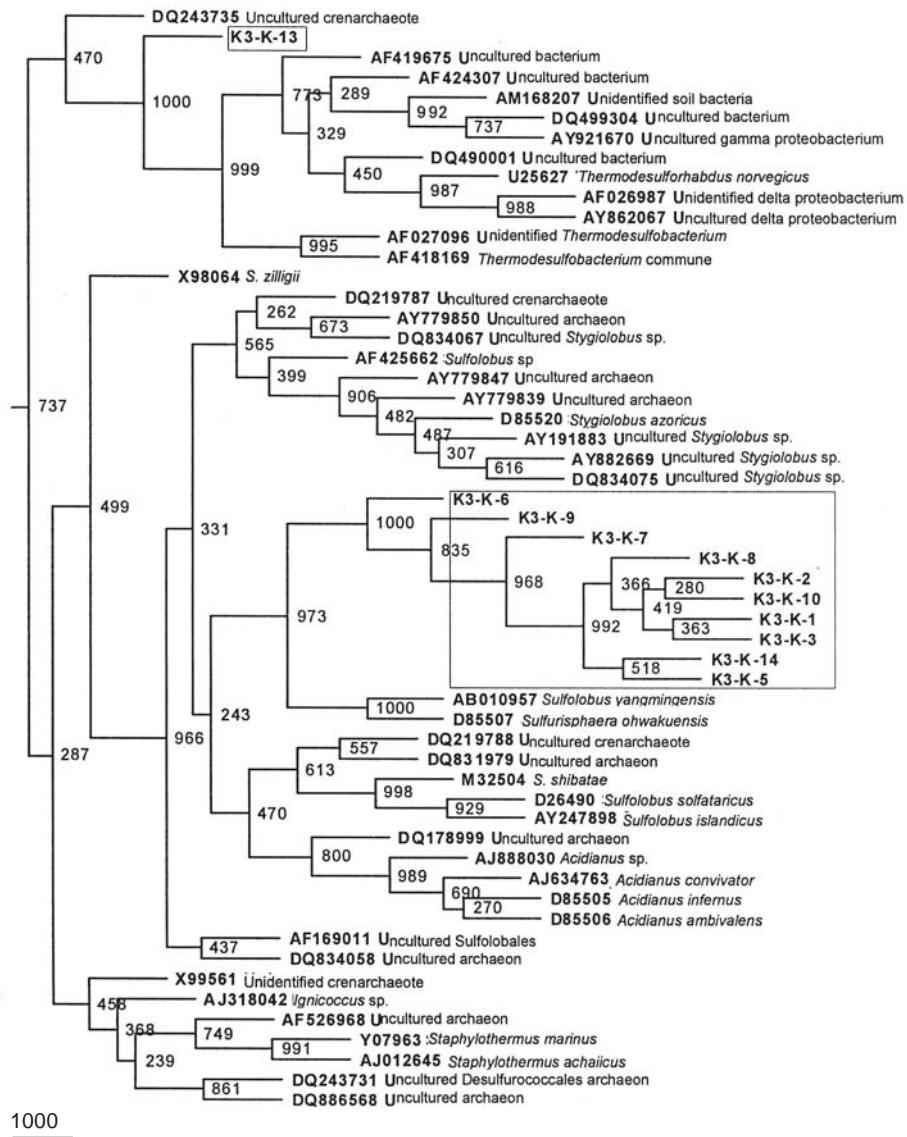 DQ243735 Uncultured crenarchaeote
K3-K-13
470
AF419675 Uncultured bacterium
AF424307 Uncultured bacterium
773
289
AM168207 Unidentified soil bacteria
1000
992
DQ499304 Uncultured bacterium
737
AY921670 Uncultured gamma proteobacterium
329
DQ490001 Uncultured bacterium
999
450
U25627 Thermodesulforhabdus norvegicus
987
AF026987 Unidentified delta proteobacterium
988
AY862067 Uncultured delta proteobacterium
AF027096 Unidentified Thermodesulfobacterium
995
AF418169 Thermodesulfobacterium commune
X98064 S. zilligii
DQ219787 Uncultured crenarchaeote
262
AY779850 Uncultured archaeon
673
DQ834067 Uncultured Stygiolobus sp.
565
AF425662 Sulfolobus sp
399
AY779847 Uncultured archaeon
906
AY779839 Uncultured archaeon
737
482
D85520 Stygiolobus azoricus
487
AY191883 Uncultured Stygiolobus sp.
307
AY882669 Uncultured Stygiolobus sp.
616
DQ834075 Uncultured Stygiolobus sp.
499
K3-K-6
331
1000
K3-K-9
835
K3-K-7
K3-K-8
968
366
K3-K-2
280
K3-K-10
419
973
992
K3-K-1
363
K3-K-3
K3-K-14
518
K3-K-5
AB010957 Sulfolobus yangmingensis
243
1000
D85507 Sulfurisphaera ohwakuensis
966
DQ219788 Uncultured crenarchaeote
287
557
DQ831979 Uncultured archaeon
613
M32504 S. shibatae
998
D26490 Sulfolobus solfataricus
470
929
AY247898 Sulfolobus islandicus
DQ178999 Uncultured archaeon
800
AJ888030 Acidianus sp.
989
AJ634763 Acidianus convivator
690
D85505 Acidianus infernus
270
D85506 Acidianus ambivalens
AF169011 Uncultured Sulfolobales
437
DQ834058 Uncultured archaeon
X99561 Unidentified crenarchaeote
458
AJ318042 Ignicoccus sp.
AF526968 Uncultured archaeon
368
749
Y07963 Staphylothermus marinus
991
AJ012645 Staphylothermus achaiicus
239
DQ243731 Uncultured Desulfurococcales archaeon
861
DQ886568 Uncultured archaeon
1000